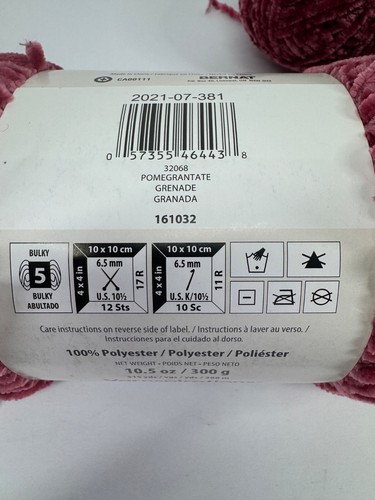 CA00111
BERNAT
2021-07-381
0 57355 46443 8
32068
POMEGRANTATE
GRENADE
GRANADA
161032
BULKY
5
BULKY
ABULTADO
10 x 10 cm
4 x 4 in
6.5 mm
17 R
U.S. 10½
12 Sts
10 x 10 cm
4 x 4 in
6.5 mm
11 R
U.S. K/10½
10 Sc
Care instructions on reverse side of label. / Instructions à laver au verso. /
Instrucciones para el cuidado al dorso.
100% Polyester / Polyester / Poliéster
NET WEIGHT • POIDS NET • PESO NETO
10.5 oz / 300 g